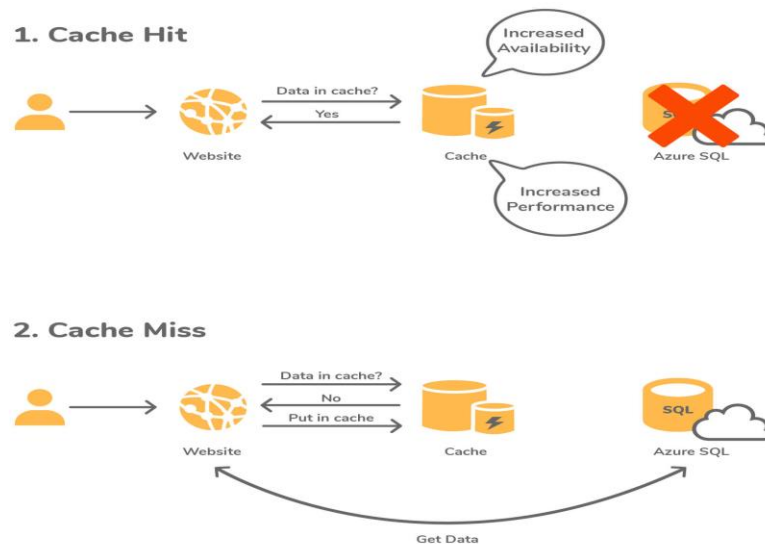 1. Cache Hit
Increased
Availability
Data in cache?
Yes
Website
Cache
Azure SQL
Increased
Performance
2. Cache Miss
Data in cache?
No
Put in cache
SQL
Website
Cache
Azure SQL
Get Data